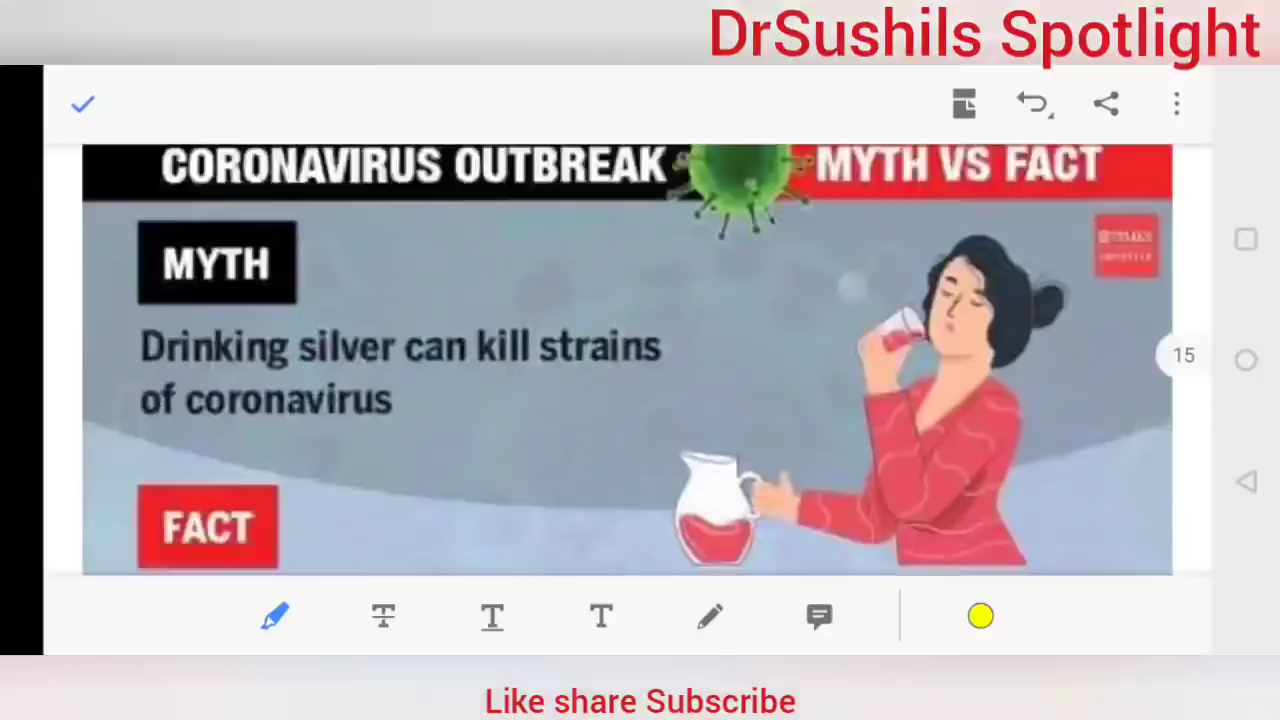 DrSushils Spotlight
CORONAVIRUS OUTBREAK
MYTH VS FACT
MYTH
Drinking silver can kill strains
of coronavirus
15
FACT
Like share Subscribe